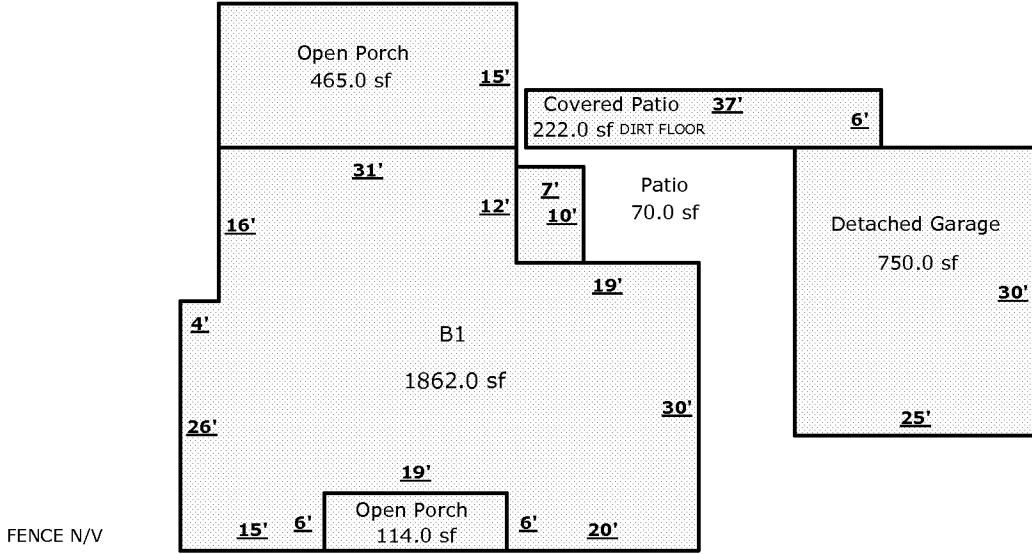 Open Porch
465.0 sf
15'
Covered Patio 37'
222.0 sf DIRT FLOOR
6'
31'
12'
16'
7'
10'
Patio
70.0 sf
Detached Garage
750.0 sf
30'
25'
19'
4'
B1
1862.0 sf
26'
30'
19'
Open Porch
114.0 sf
15'
6'
6'
20'
FENCE N/V